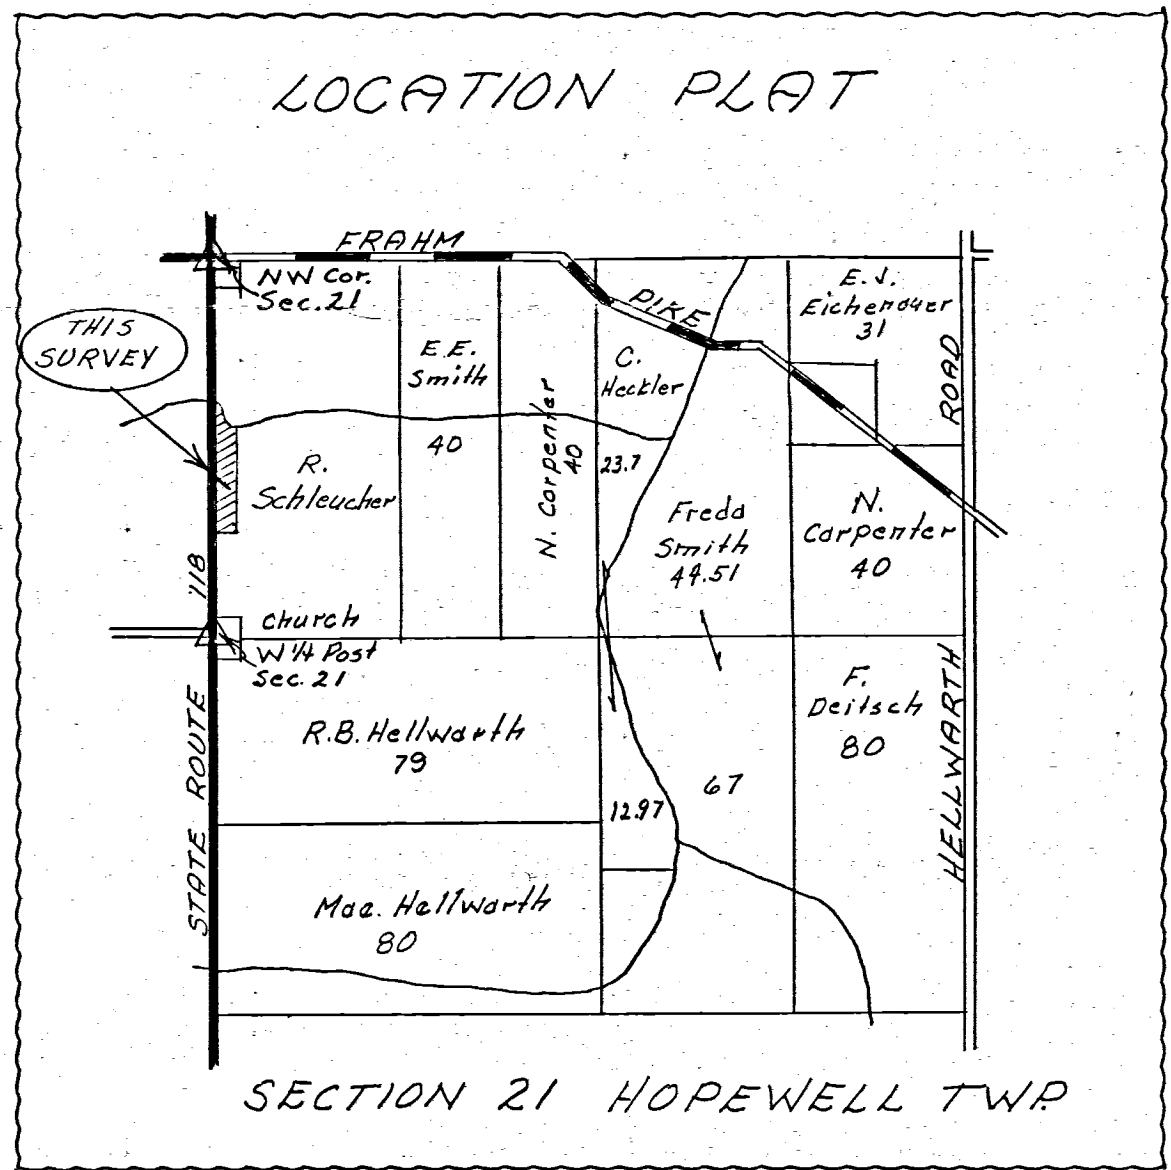 LOCATION PLAT
FRAHM
PIKE
NW Cor.
Sec. 21
THIS
SURVEY
E.E.
Smith
40
R.
Schleucher
N. Carpenter
40
C.
Heckler
23.7
E.J.
Eichenauer
31
Freda
Smith
44.51
N.
Carpenter
40
ROAD
118
Church
W 1/4 Post
Sec. 21
R.B. Hellwarth
79
12.97
67
F.
Deitsch
80
HELLWARTH
STATE ROUTE
Mae. Hellwarth
80
SECTION 21 HOPEWELL TWP.